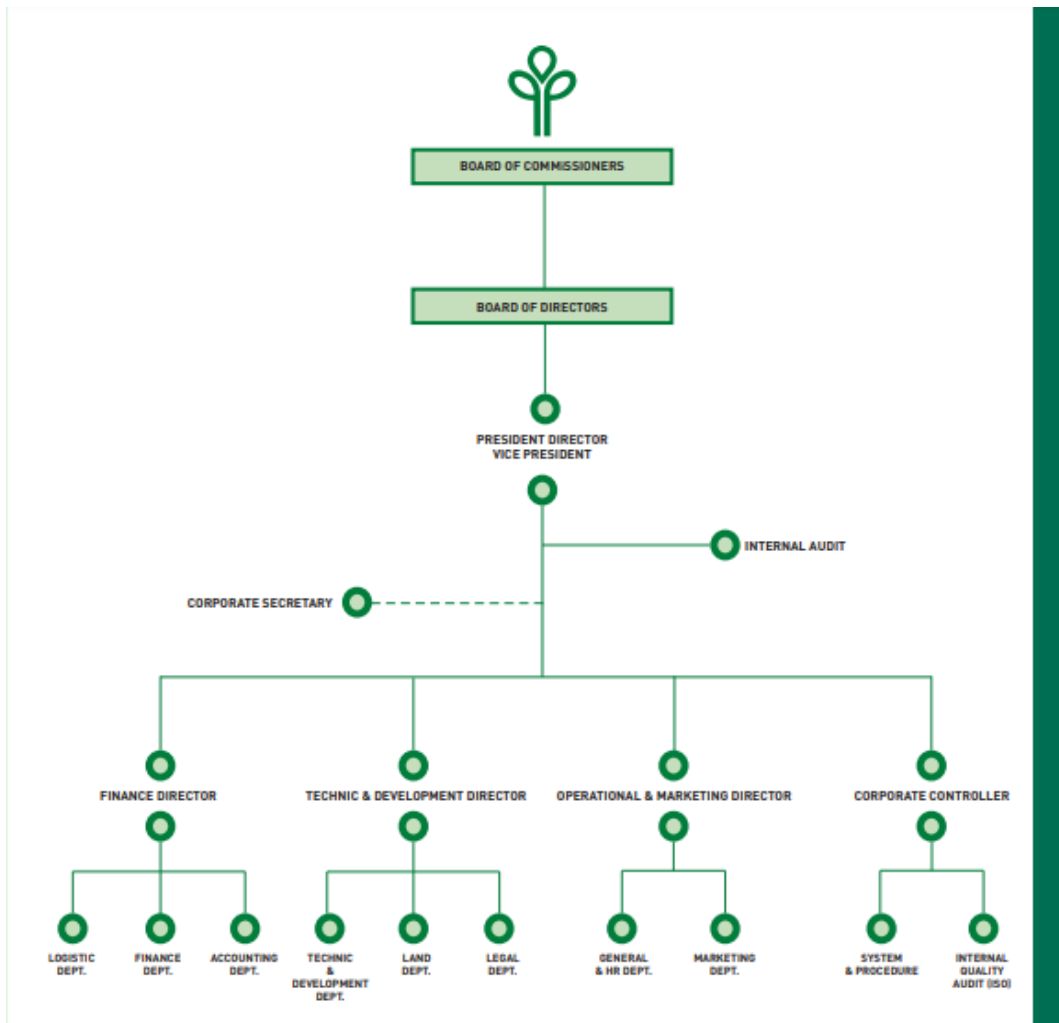 BOARD OF COMMISSIONERS
BOARD OF DIRECTORS
PRESIDENT DIRECTOR
VICE PRESIDENT
INTERNAL AUDIT
CORPORATE SECRETARY
FINANCE DIRECTOR
TECHNIC & DEVELOPMENT DIRECTOR
OPERATIONAL & MARKETING DIRECTOR
CORPORATE CONTROLLER
LOGISTIC
DEPT.
FINANCE
DEPT.
ACCOUNTING
DEPT.
TECHNIC
&
DEVELOPMENT
DEPT.
LAND
DEPT.
LEGAL
DEPT.
GENERAL
& HR DEPT.
MARKETING
DEPT.
SYSTEM
& PROCEDURE
INTERNAL
QUALITY
AUDIT (ISO)